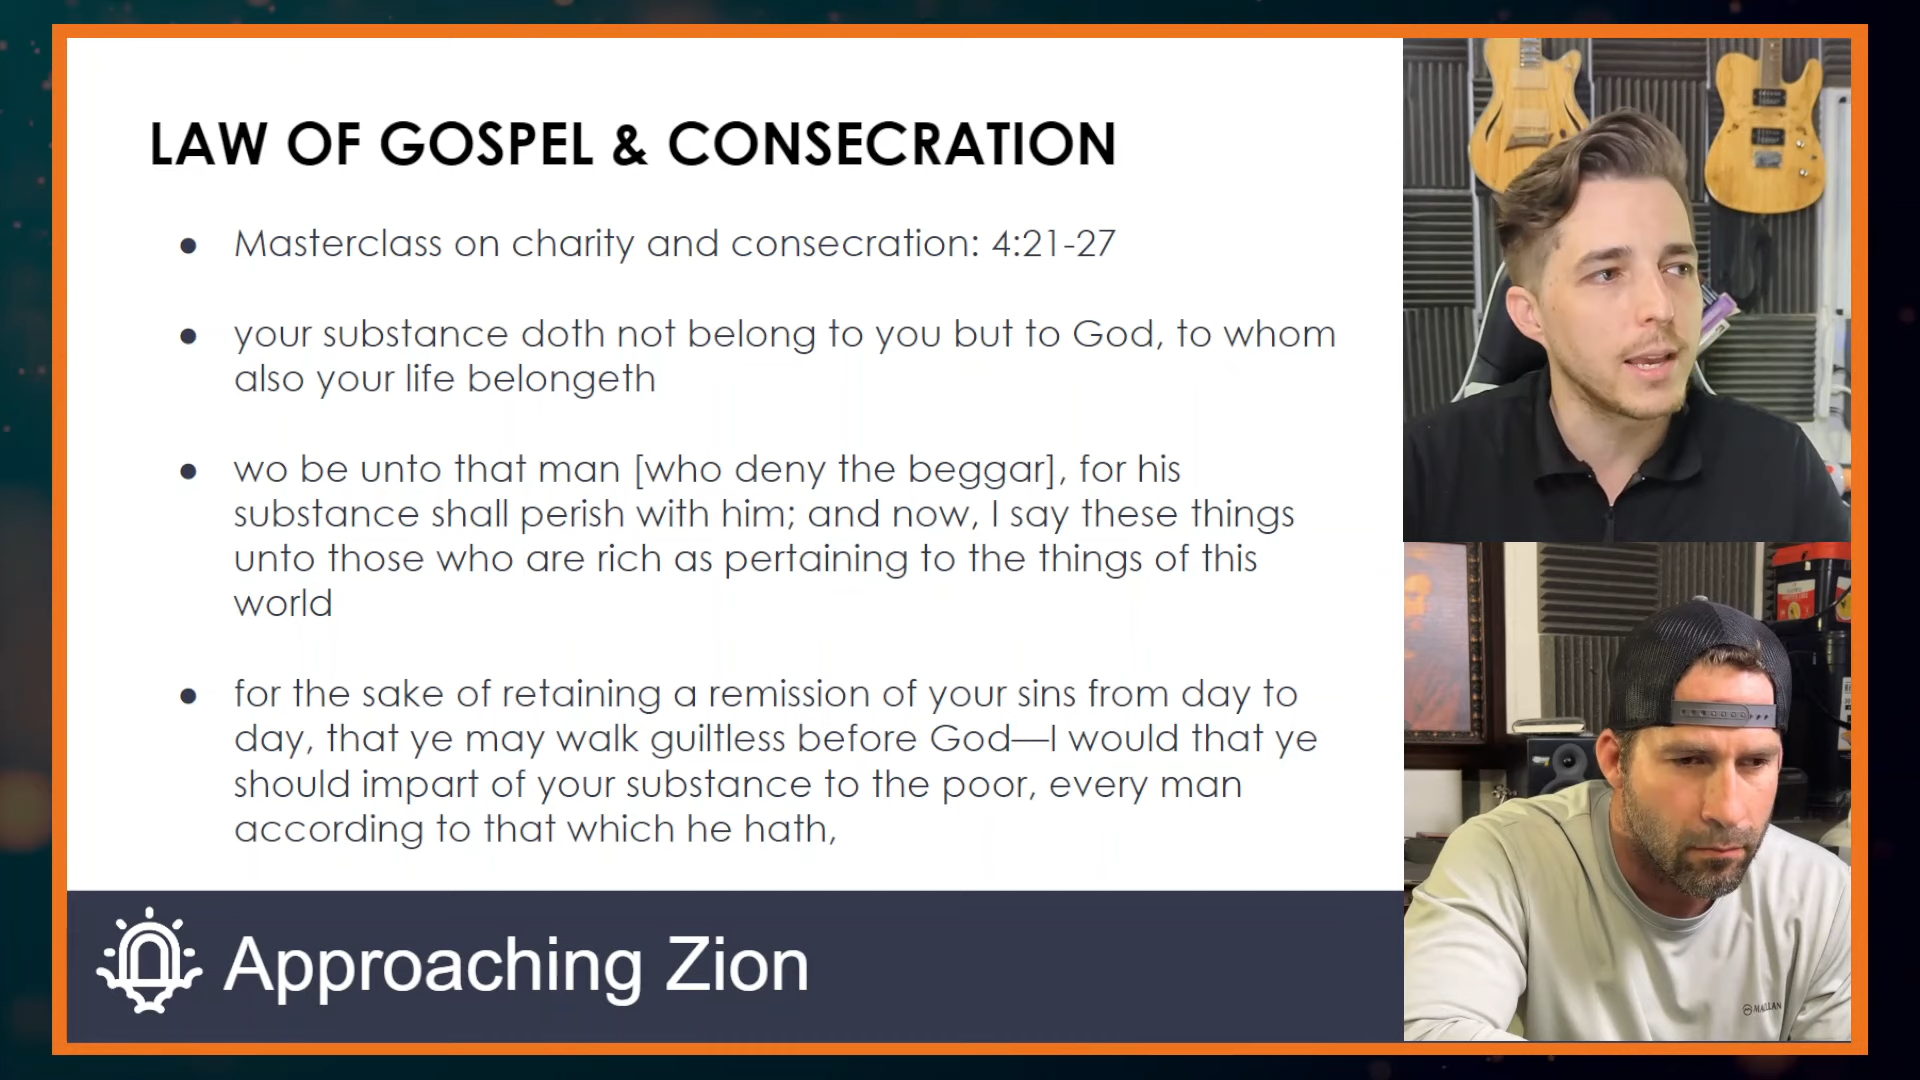 LAW OF GOSPEL & CONSECRATION
● Masterclass on charity and consecration: 4:21-27
● your substance doth not belong to you but to God, to whom
also your life belongeth
● wo be unto that man [who deny the beggar], for his
substance shall perish with him; and now, I say these things
unto those who are rich as pertaining to the things of this
world
● for the sake of retaining a remission of your sins from day to
day, that ye may walk guiltless before God—I would that ye
should impart of your substance to the poor, every man
according to that which he hath,
Approaching Zion